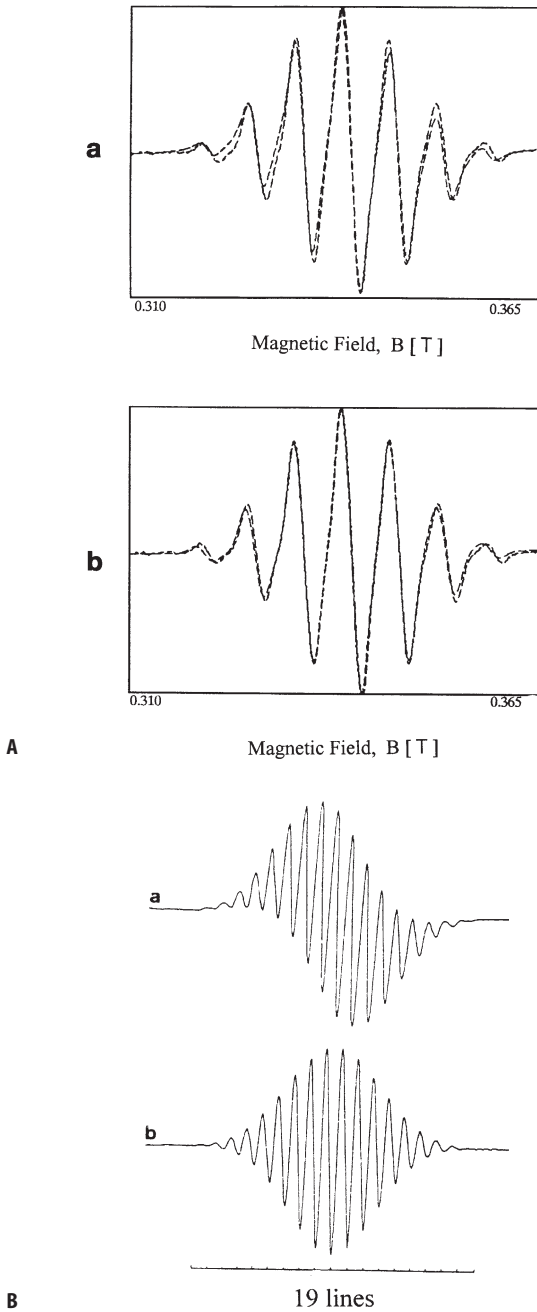 a
0.310 0.365
Magnetic Field, B [T]
b
0.310 0.365
A Magnetic Field, B [T]
a
b
B 19 lines